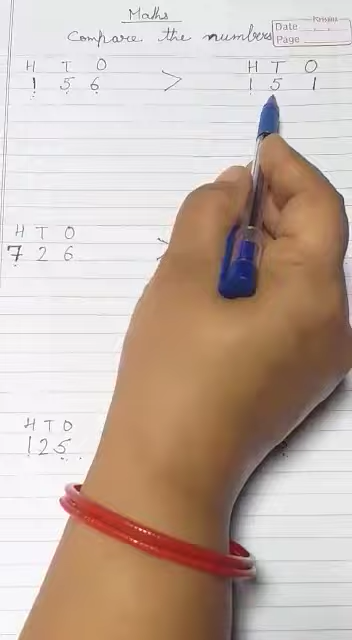 Maths
Compare the numbers
Date
Page
H T O H T O
1 5 6 > 1 5 1
H T O
7 2 6 >
H T O
1 2 5